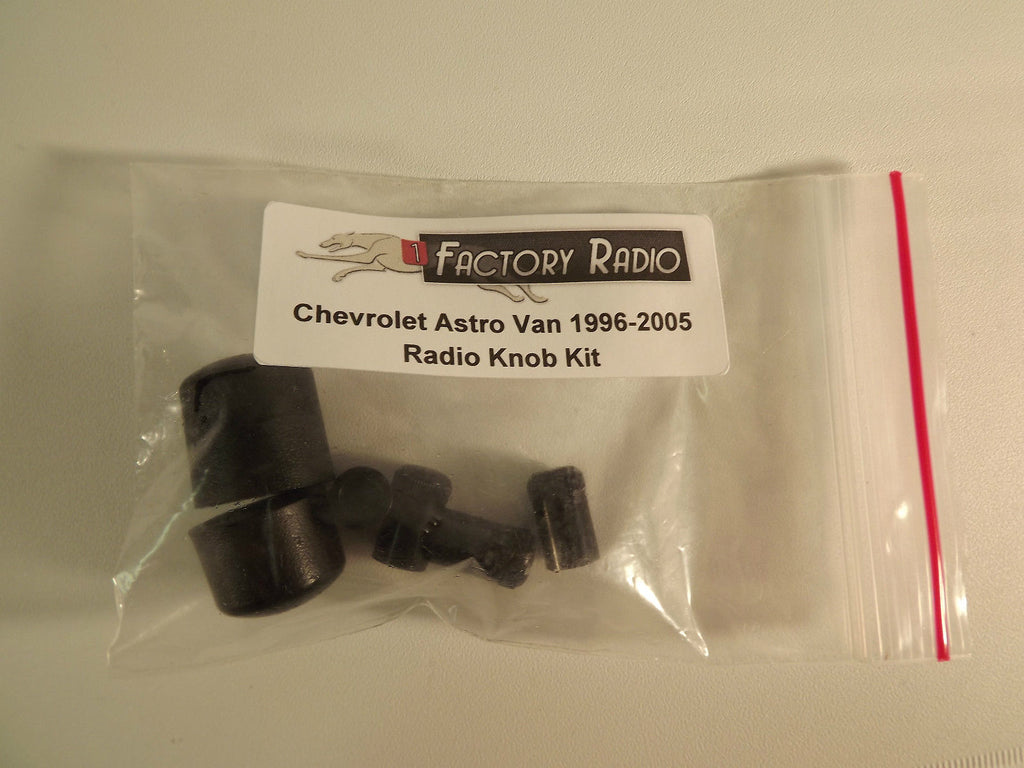 1 FACTORY RADIO
Chevrolet Astro Van 1996-2005
Radio Knob Kit